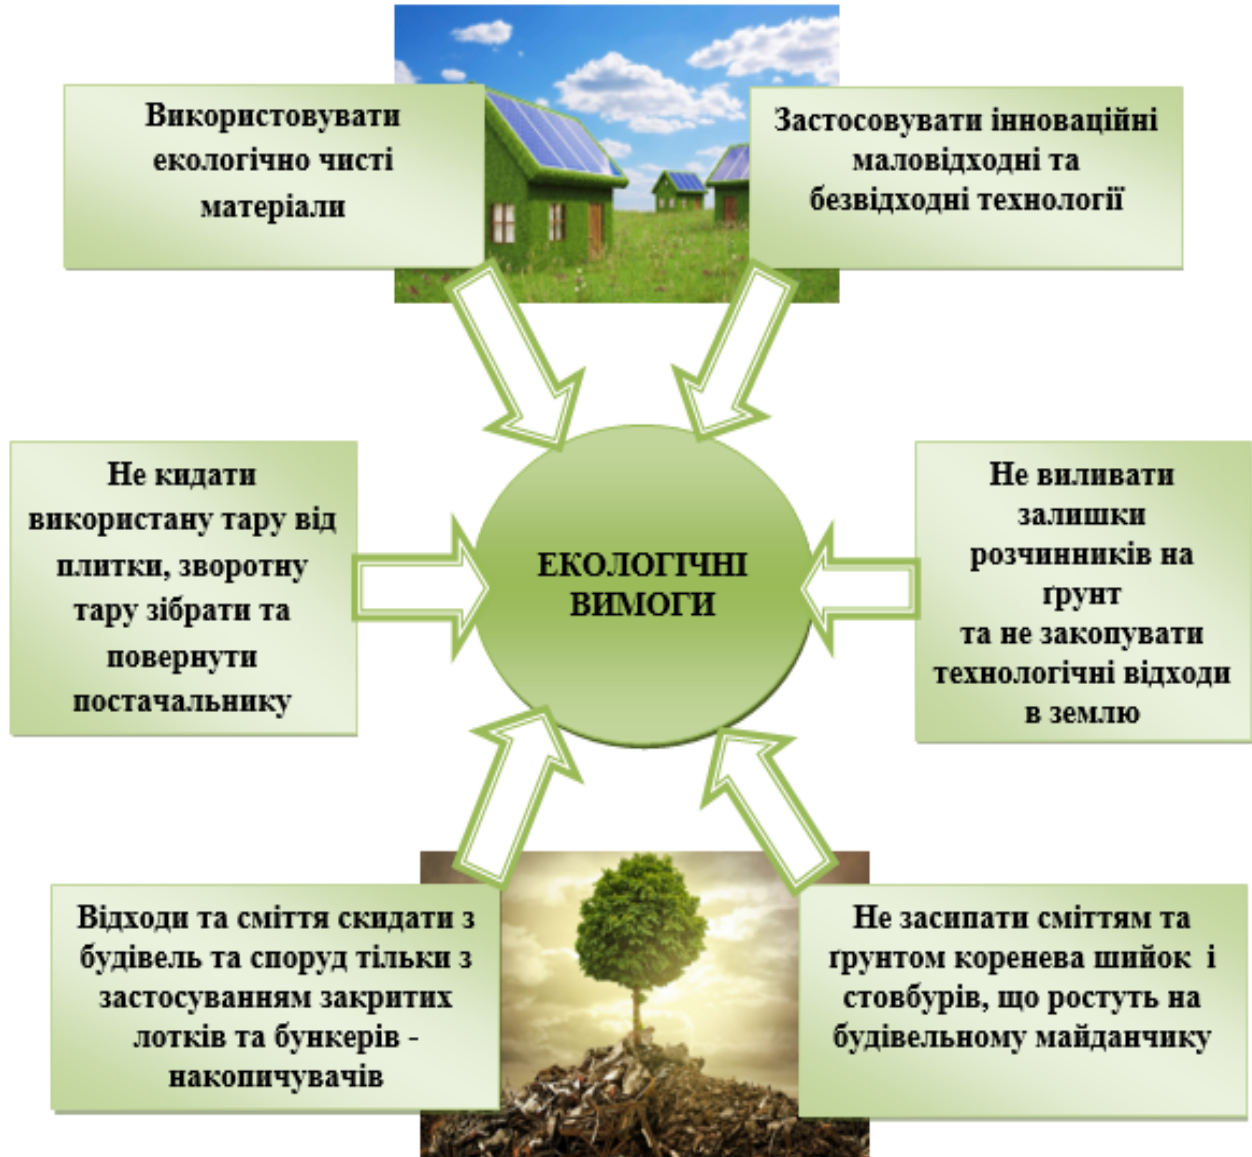 Використовувати
екологічно чисті
матеріали
Застосовувати інноваційні
маловідходні та
безвідходні технології
Не кидати
використану тару від
плитки, зворотну
тару зібрати та
повернути
постачальнику
ЕКОЛОГІЧНІ
ВИМОГИ
Не виливати
залишки
розчинників на
ґрунт
та не закопувати
технологічні відходи
в землю
Відходи та сміття скидати з
будівель та споруд тільки з
застосуванням закритих
лотків та бункерів -
накопичувачів
Не засипати сміттям та
ґрунтом коренева шийок і
стовбурів, що ростуть на
будівельному майданчику